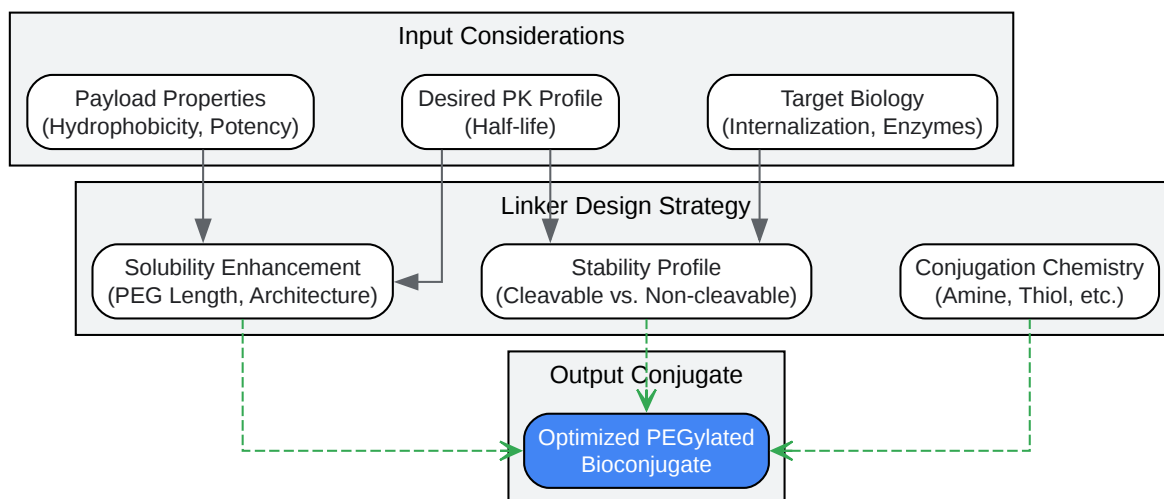 Input Considerations
Payload Properties
(Hydrophobicity, Potency)
Desired PK Profile
(Half-life)
Target Biology
(Internalization, Enzymes)
Linker Design Strategy
Solubility Enhancement
(PEG Length, Architecture)
Stability Profile
(Cleavable vs. Non-cleavable)
Conjugation Chemistry
(Amine, Thiol, etc.)
Output Conjugate
Optimized PEGylated
Bioconjugate